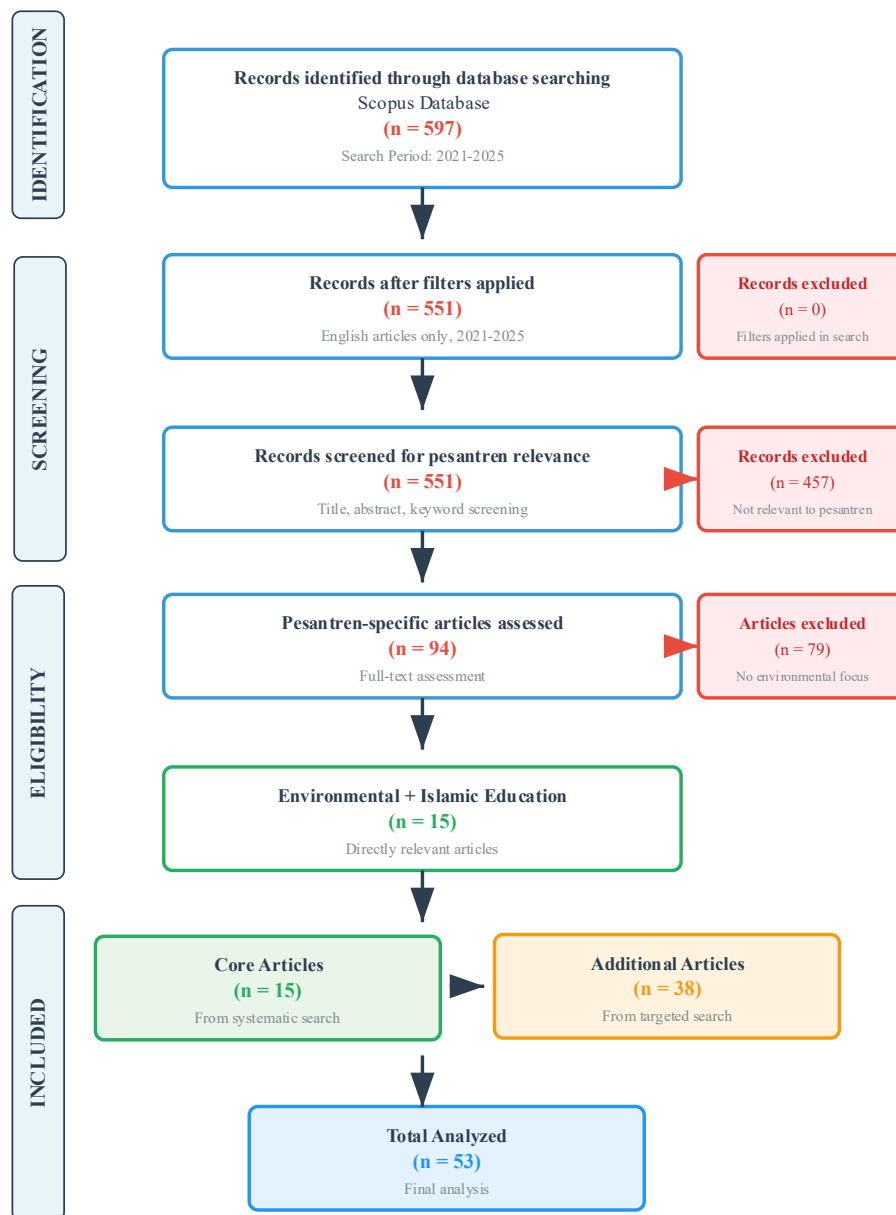 IDENTIFICATION
Records identified through database searching
Scopus Database
(n = 597)
Search Period: 2021-2025
SCREENING
Records after filters applied
(n = 551)
English articles only, 2021-2025
Records excluded
(n = 0)
Filters applied in search
Records screened for pesantren relevance
(n = 551)
Title, abstract, keyword screening
Records excluded
(n = 457)
Not relevant to pesantren
ELIGIBILITY
Pesantren-specific articles assessed
(n = 94)
Full-text assessment
Articles excluded
(n = 79)
No environmental focus
Environmental + Islamic Education
(n = 15)
Directly relevant articles
INCLUDED
Core Articles
(n = 15)
From systematic search
Additional Articles
(n = 38)
From targeted search
Total Analyzed
(n = 53)
Final analysis